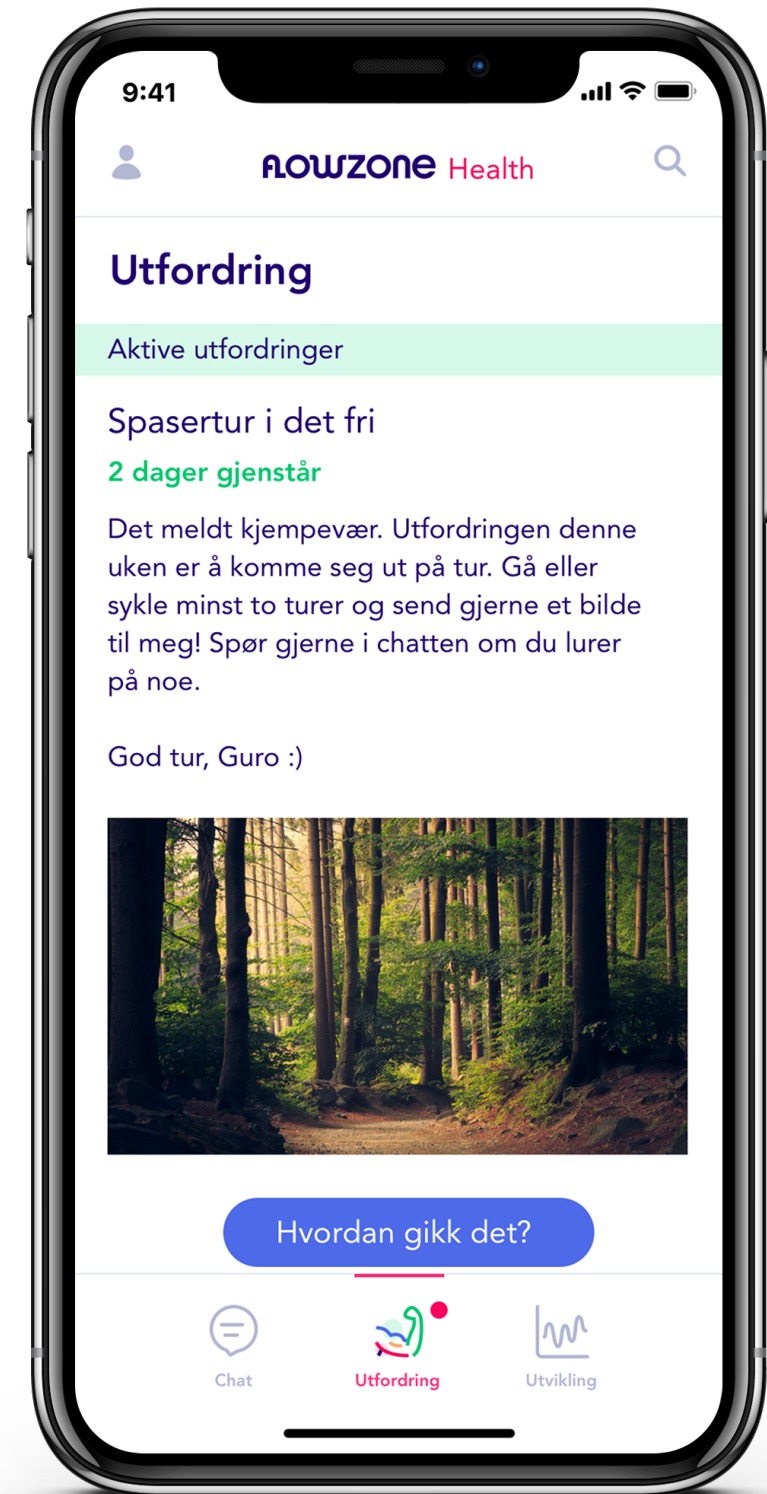 9:41
flowzone Health
Utfordring
Aktive utfordringer
Spasertur i det fri
2 dager gjenstår
Det meldt kjempevær. Utfordringen denne
uken er å komme seg ut på tur. Gå eller
sykle minst to turer og send gjerne et bilde
til meg! Spør gjerne i chatten om du lurer
på noe.
God tur, Guro :)
Hvordan gikk det?
Chat
Utfordring
Utvikling